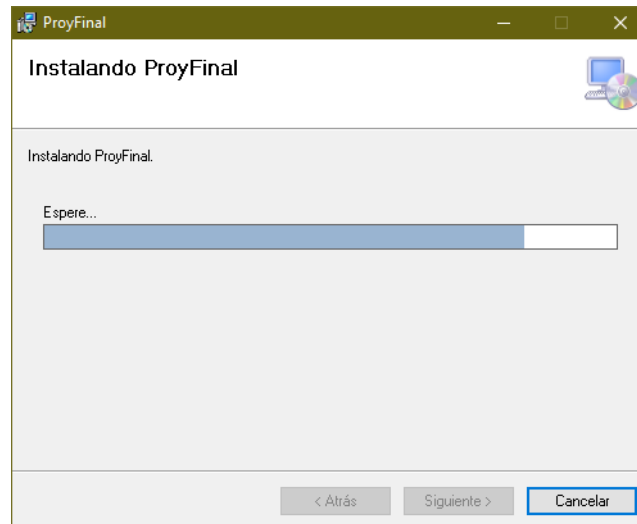 ProyFinal
Instalando ProyFinal
Instalando ProyFinal.
Espere...
< Atrás
Siguiente >
Cancelar